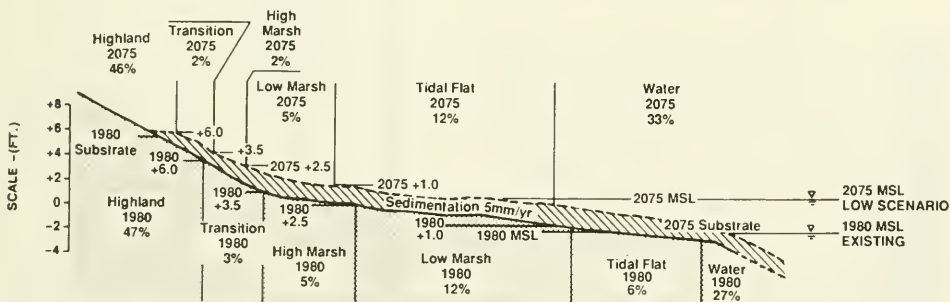 Highland
2075
46%
Transition
2075
2%
High
Marsh
2075
2%
Low Marsh 2075
5%
Tidal Flat
2075
12%
Water
2075
33%
SCALE - (FT.)
+8
+6
+4
+2
0
-2
-4
1980
Substrate
1980
+6.0
+6.0
+3.5
2075 +2.5
2075 +1.0
2075 MSL
2075 MSL
LOW SCENARIO
1980
+3.5
1980
+2.5
Sedimentation 5mm/yr
1980
+1.0
1980 MSL
2075 Substrate
1980 MSL
EXISTING
Highland
1980
47%
Transition
1980
3%
High Marsh
1980
5%
Low Marsh
1980
12%
Tidal Flat
1980
6%
Water
1980
27%